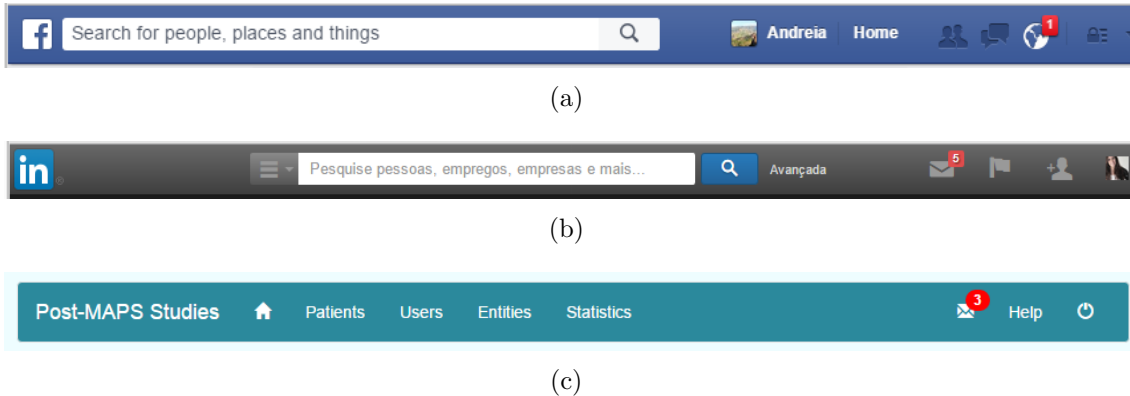 f Search for people, places and things Andreia Home 1
(a)
in Pesquise pessoas, empregos, empresas e mais... Avançada 5
(b)
Post-MAPS Studies Patients Users Entities Statistics 3 Help
(c)